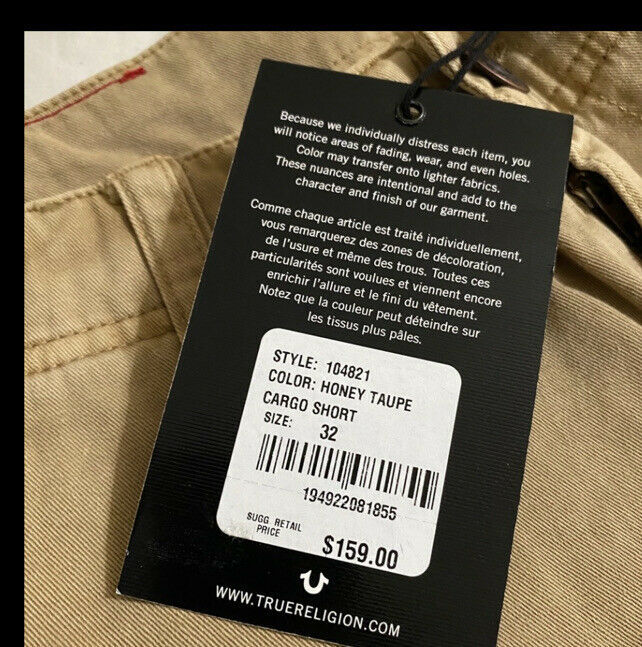 Because we individually distress each item, you
will notice areas of fading, wear, and even holes.
Color may transfer onto lighter fabrics.
These nuances are intentional and add to the
character and finish of our garment.
Comme chaque article est traité individuellement,
vous remarquerez des zones de décoloration,
de l'usure et même des trous. Toutes ces
particularités sont voulues et viennent encore
enrichir l'allure et le fini du vêtement.
Notez que la couleur peut déteindre sur
les tissus plus pâles.
STYLE: 104821
COLOR: HONEY TAUPE
CARGO SHORT
SIZE: 32
194922081855
SUGG RETAIL
PRICE
$159.00
WWW.TRUERELIGION.COM